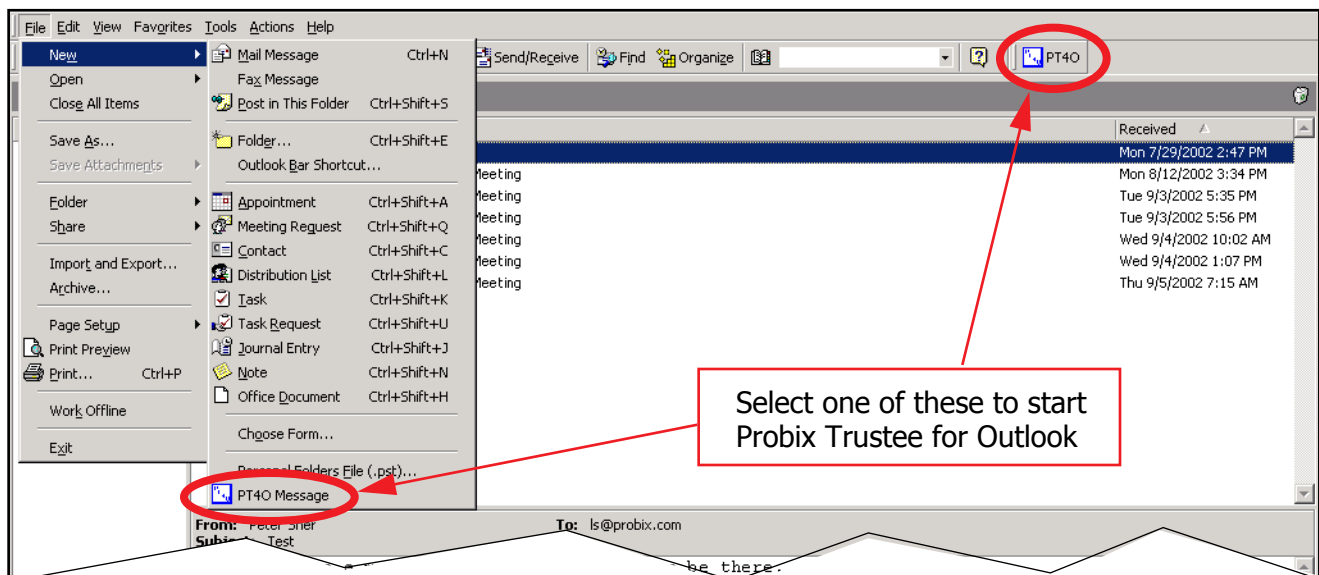 File Edit View Favorites Tools Actions Help
Send/Receive Find Organize PT4O
New
Open
Close All Items
Save As...
Save Attachments
Folder
Share
Import and Export...
Archive...
Page Setup
Print Preview
Print... Ctrl+P
Work Offline
Exit
Mail Message Ctrl+N
Fax Message
Post in This Folder Ctrl+Shift+S
Folder... Ctrl+Shift+E
Outlook Bar Shortcut...
Appointment Ctrl+Shift+A
Meeting Request Ctrl+Shift+Q
Contact Ctrl+Shift+C
Distribution List Ctrl+Shift+L
Task Ctrl+Shift+K
Task Request Ctrl+Shift+U
Journal Entry Ctrl+Shift+J
Note Ctrl+Shift+N
Office Document Ctrl+Shift+H
Choose Form...
Personal Folders File (.pst)...
PT4O Message
Received
Mon 7/29/2002 2:47 PM
Meeting Mon 8/12/2002 3:34 PM
Meeting Tue 9/3/2002 5:35 PM
Meeting Tue 9/3/2002 5:56 PM
Meeting Wed 9/4/2002 10:02 AM
Meeting Wed 9/4/2002 1:07 PM
Meeting Thu 9/5/2002 7:15 AM
Select one of these to start
Probix Trustee for Outlook
From: Peter Sher To: ls@probix.com
Subject: Test
be there.